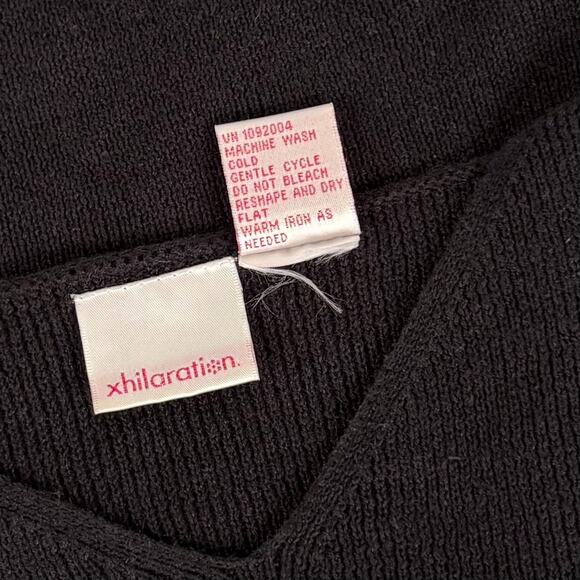 VN 1092004
MACHINE WASH
COLD
GENTLE CYCLE
DO NOT BLEACH
RESHAPE AND DRY
FLAT
WARM IRON AS
NEEDED
xhilaration.